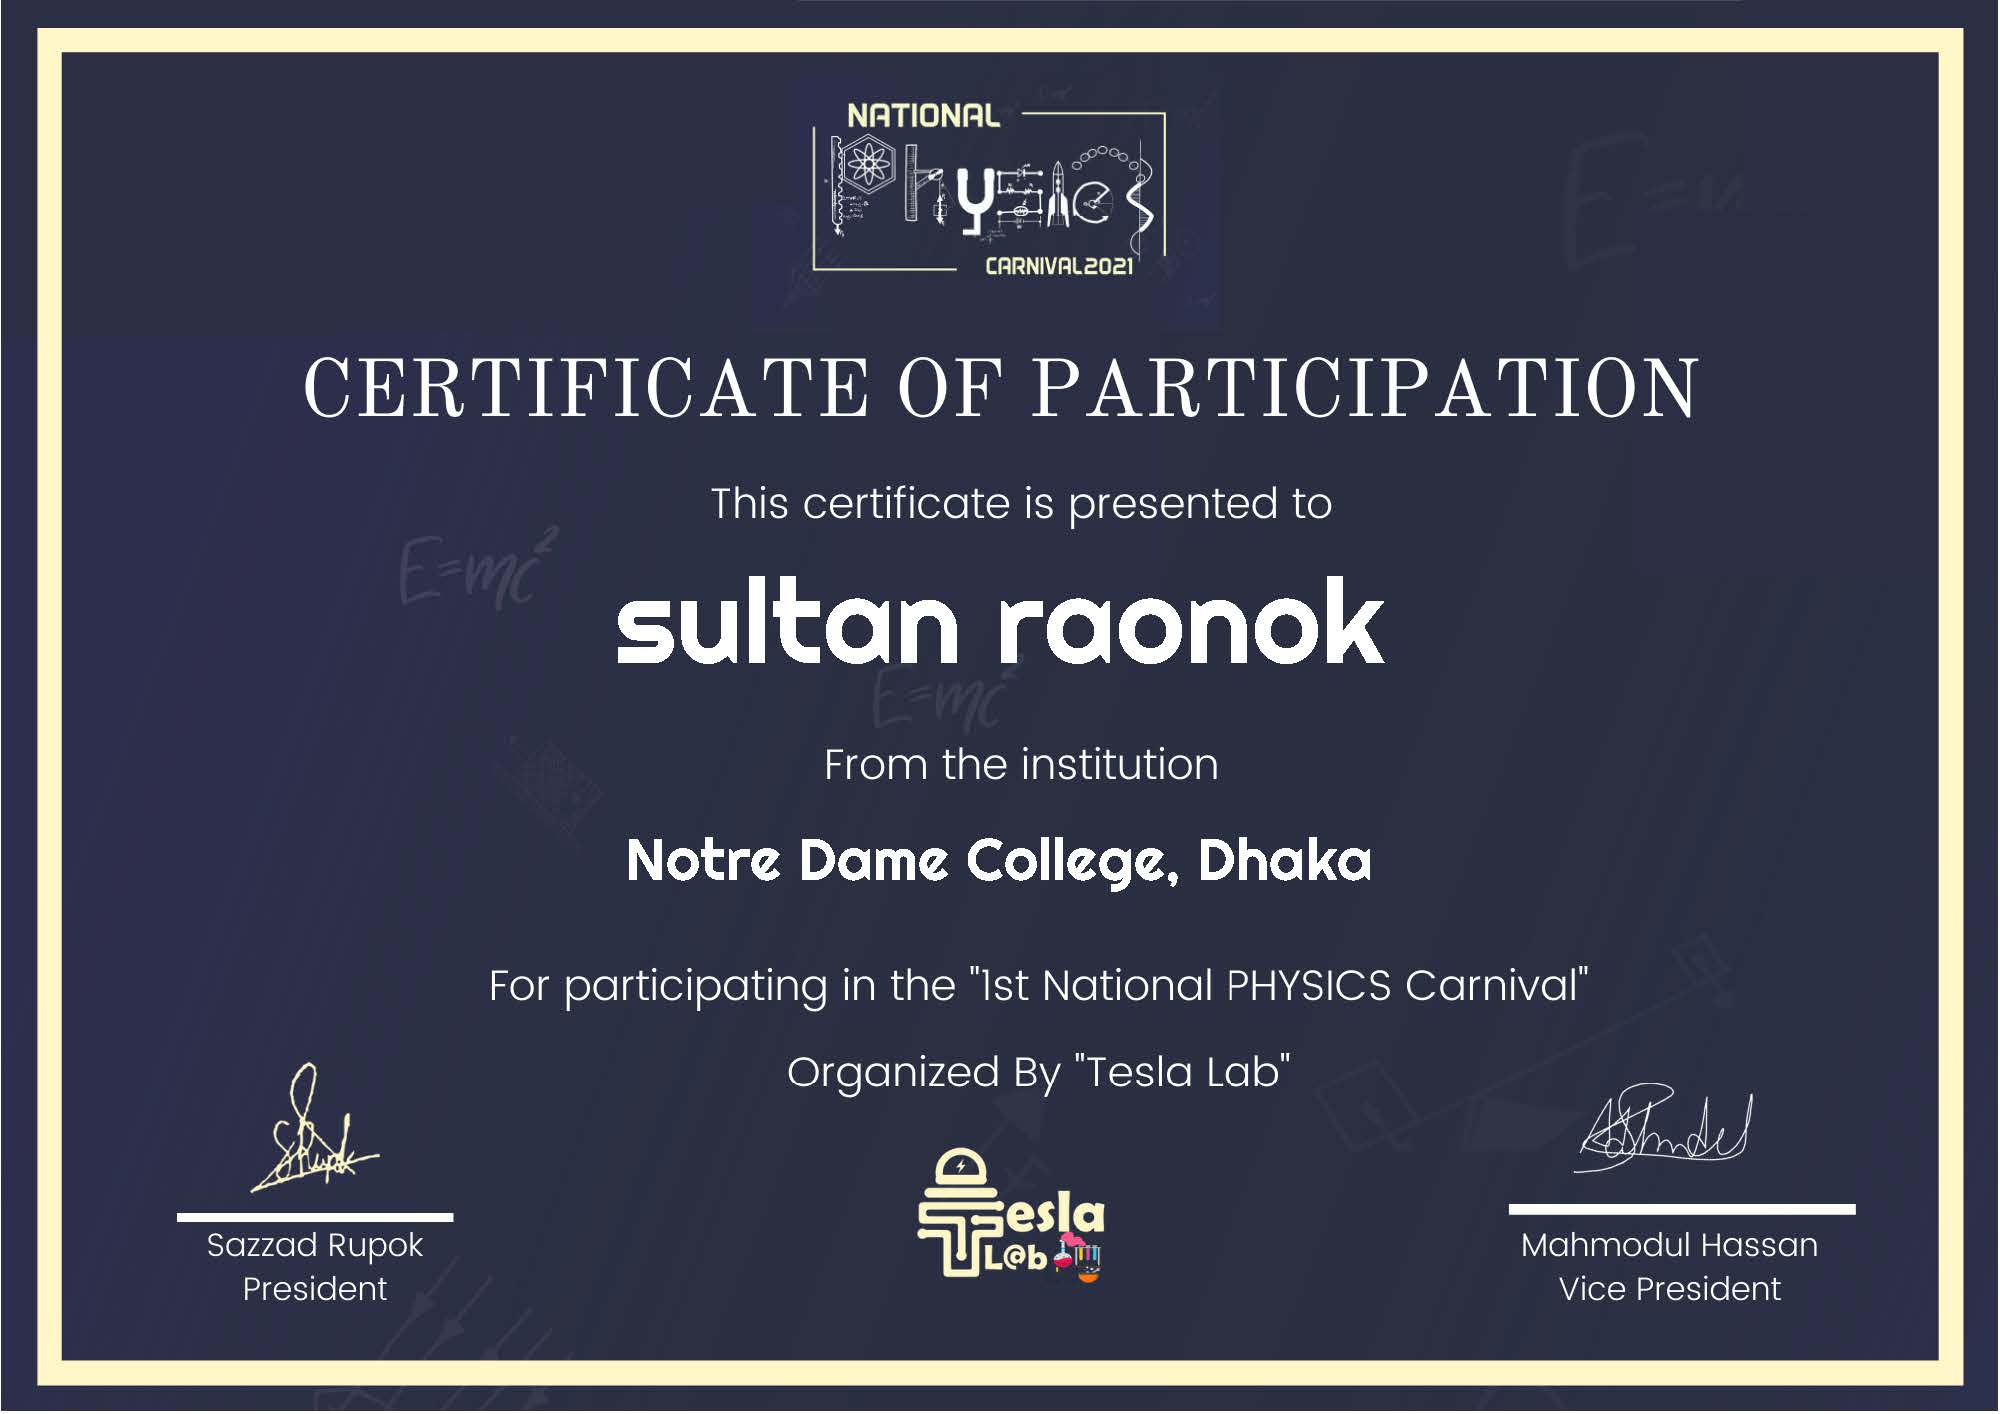 NATIONAL
Physics
CARNIVAL2021
CERTIFICATE OF PARTICIPATION
This certificate is presented to
E=mc²
sultan raonok
E=mc²
From the institution
Notre Dame College, Dhaka
For participating in the "1st National PHYSICS Carnival"
Organized By "Tesla Lab"
Tesla
L@b
Sazzad Rupok
President
Mahmodul Hassan
Vice President